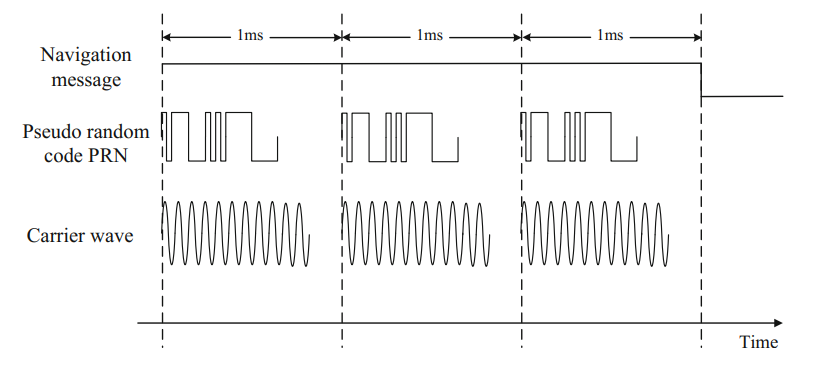 1ms
1ms
1ms
Navigation
message
Pseudo random
code PRN
Carrier wave
Time